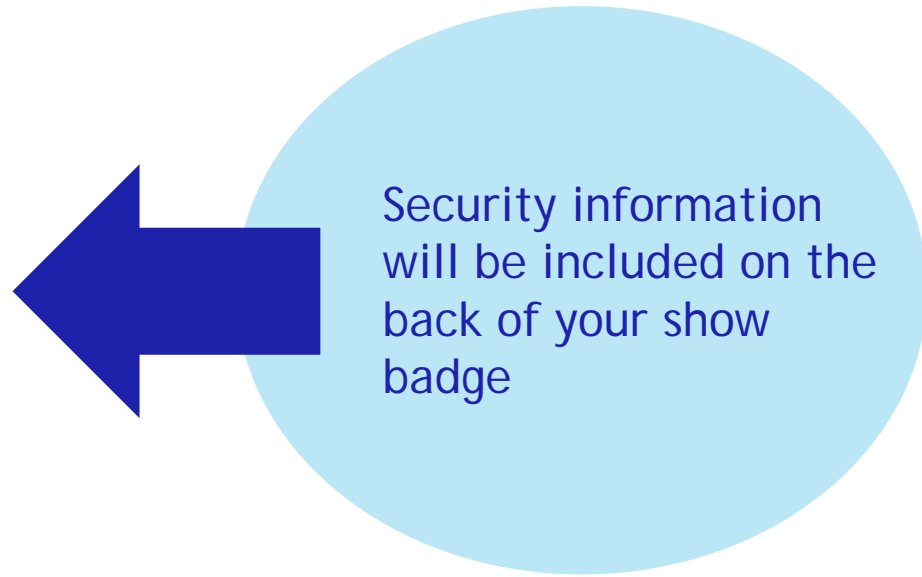 Security information
will be included on the
back of your show
badge